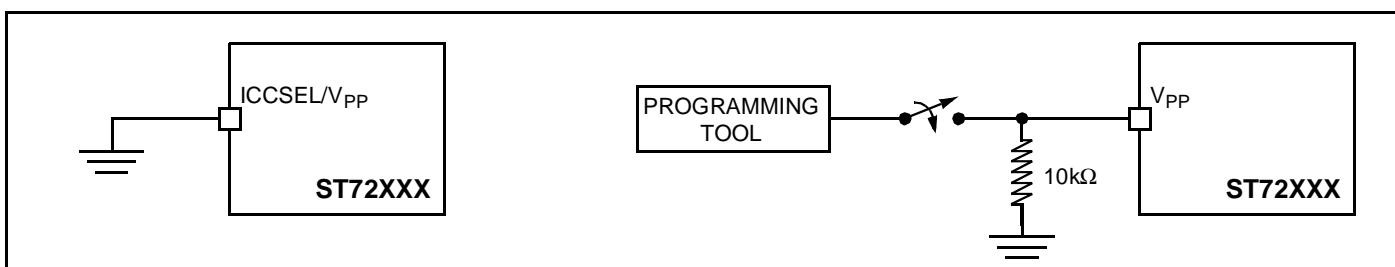 ICCSEL/VPP
ST72XXX
PROGRAMMING
TOOL
VPP
10kΩ
ST72XXX